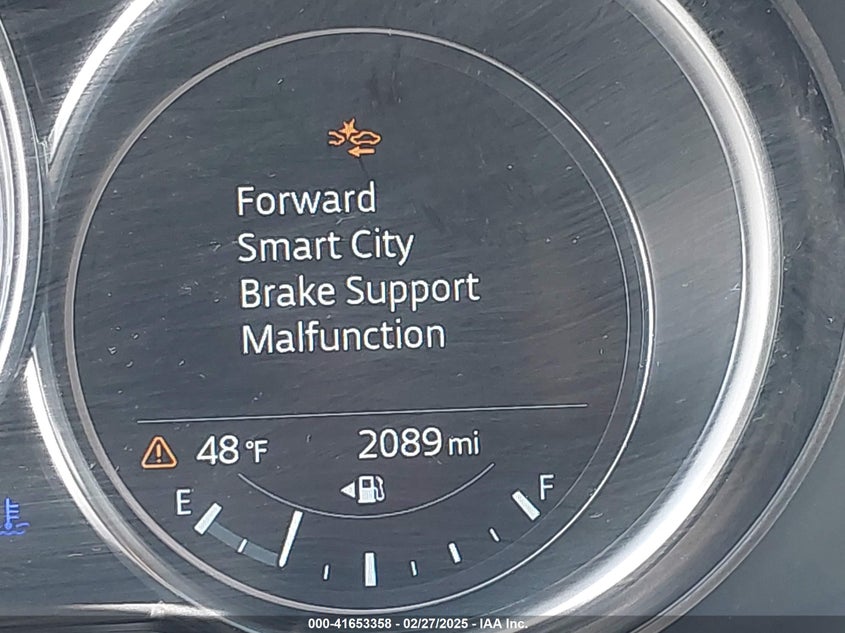 Forward
Smart City
Brake Support
Malfunction
48°F 2089 mi
E F
000-41653358 - 02/27/2025 - IAA Inc.